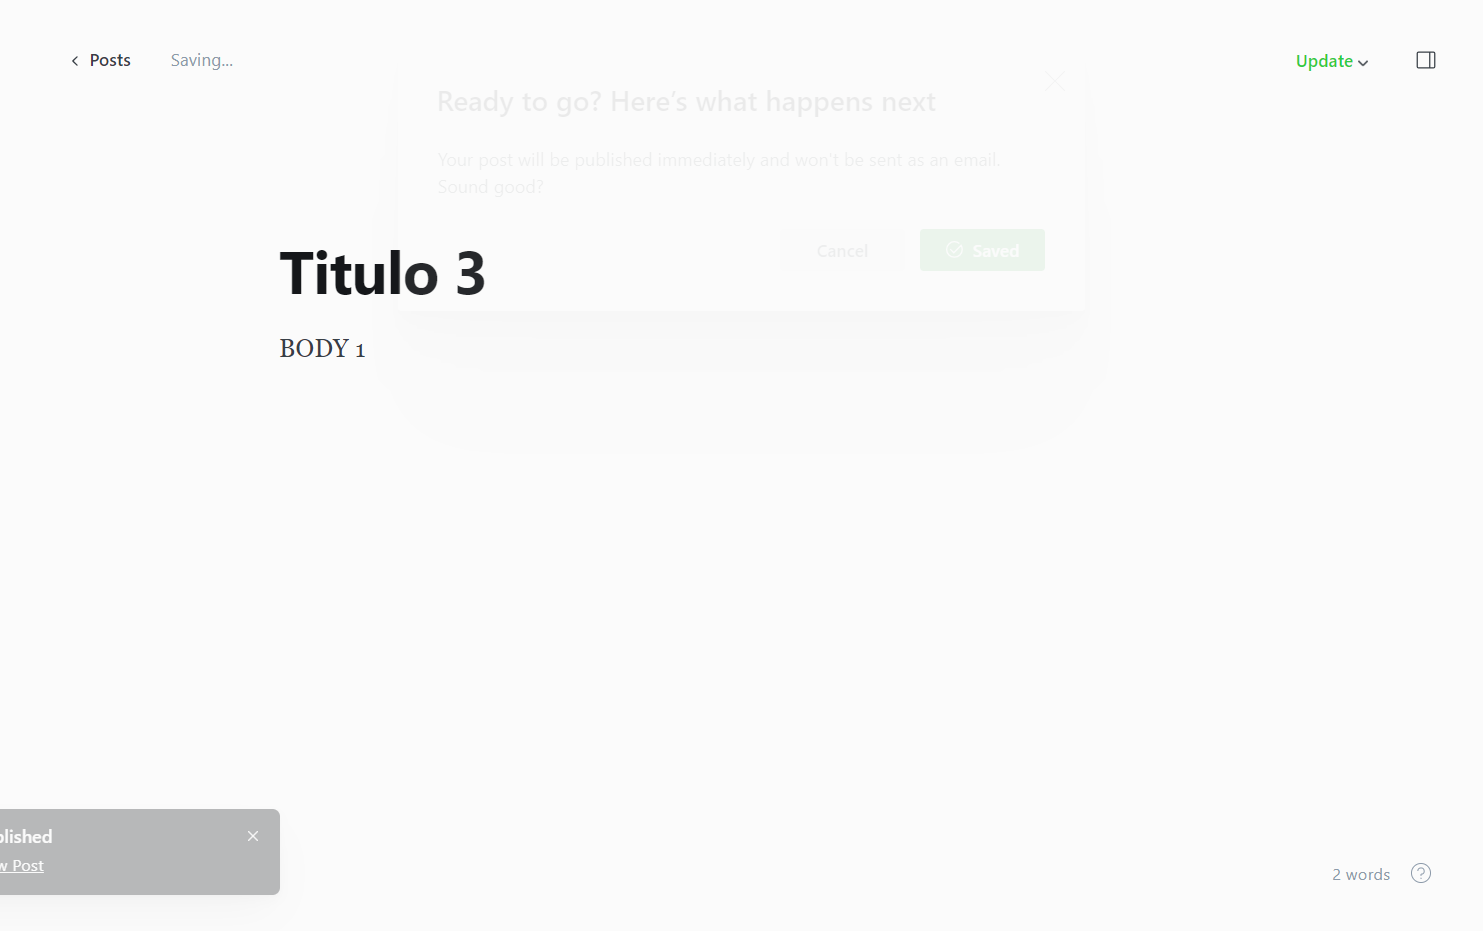 Posts
Saving...
Update
Ready to go? Here's what happens next
Your post will be published immediately and won't be sent as an email.
Sound good?
Cancel
Saved
Titulo 3
BODY 1
blished
w Post
2 words
?